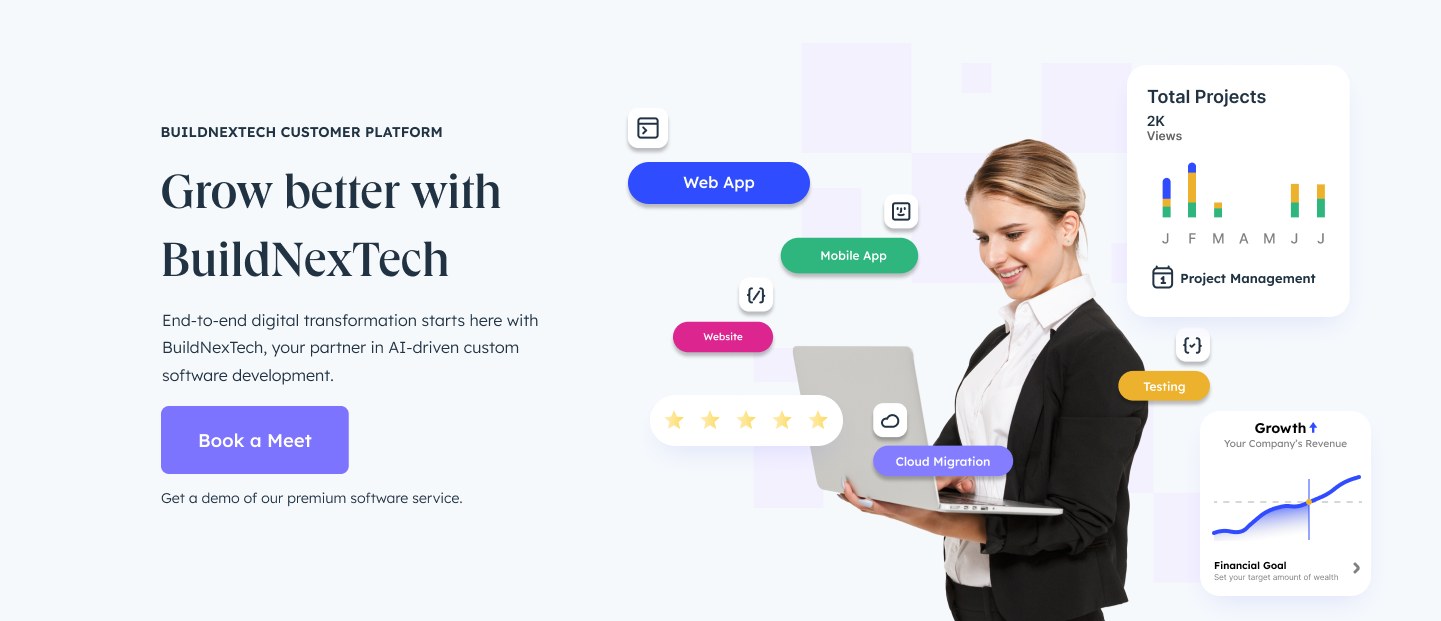 BUILDNEXTECH CUSTOMER PLATFORM
Grow better with
BuildNexTech
End-to-end digital transformation starts here with
BuildNexTech, your partner in AI-driven custom
software development.
Book a Meet
Get a demo of our premium software service.
Web App
Mobile App
Website
Cloud Migration
Total Projects
2K
Views
J F M A M J J
1 Project Management
Testing
Growth
Your Company's Revenue
Financial Goal
Set your target amount of wealth